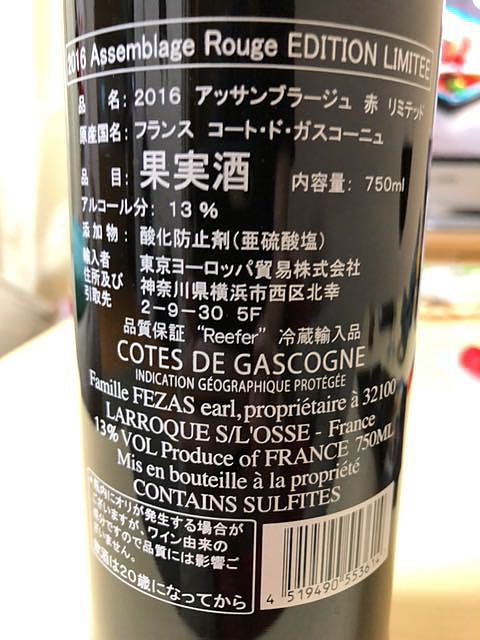 2016 Assemblage Rouge EDITION LIMITEE
品 名: 2016 アッサンブラージュ 赤 リミテッド
原産国名: フランス コート・ド・ガスコーニュ
品 目: 果実酒 内容量: 750ml
アルコール分: 13%
添加物: 酸化防止剤(亜硫酸塩)
輸入者 東京ヨーロッパ貿易株式会社
住所及び 神奈川県横浜市西区北幸
引取先 2-9-30 5F
品質保証 “Reefer” 冷蔵輸入品
COTES DE GASCOGNE
INDICATION GÉOGRAPHIQUE PROTÉGÉE
Famille FEZAS earl, propriétaire à 32100
LARROQUE S/L'OSSE - France
13% VOL Produce of FRANCE 750ML
Mis en bouteille à la propriété
CONTAINS SULFITES
瓶内にオリが発生する場合が
ございますが、ワイン由来の
成分ですので品質には影響ご
ざいません。
20歳になってから
4 519490 55361